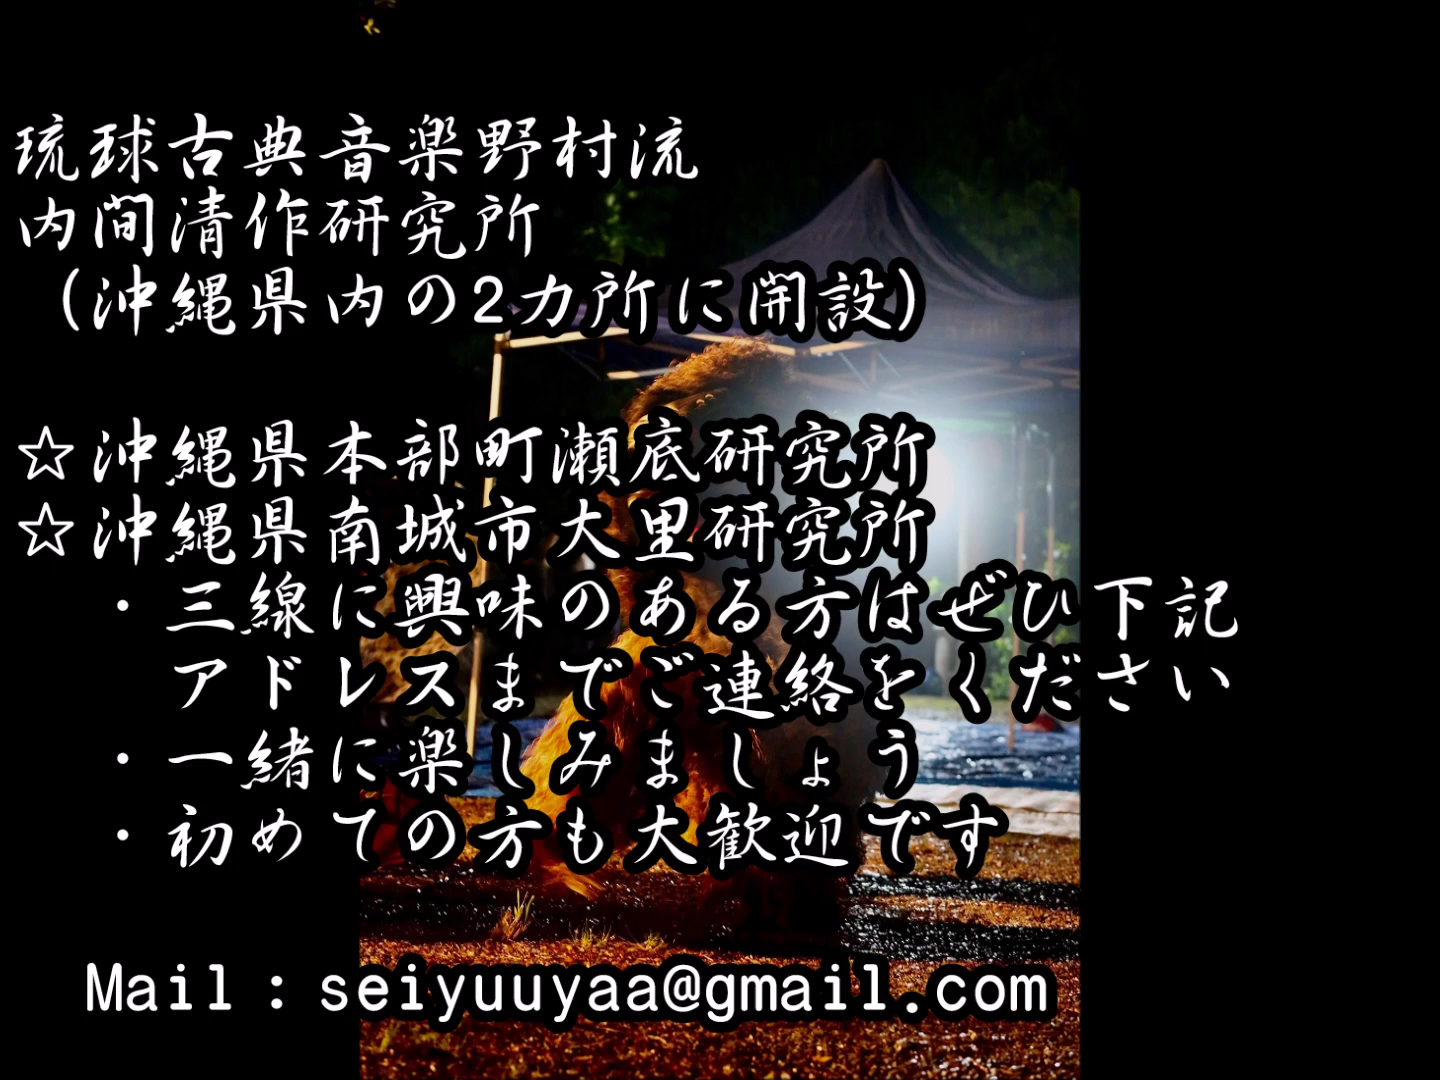 琉球古典音楽野村流
内間清作研究所
（沖縄県内の2カ所に開設）
☆沖縄県本部町瀬底研究所
☆沖縄県南城市大里研究所
・三線に興味のある方はぜひ下記
アドレスまでご連絡をください
・一緒に楽しみましょう
・初めての方も大歓迎です
Mail：seiyuuyaa@gmail.com